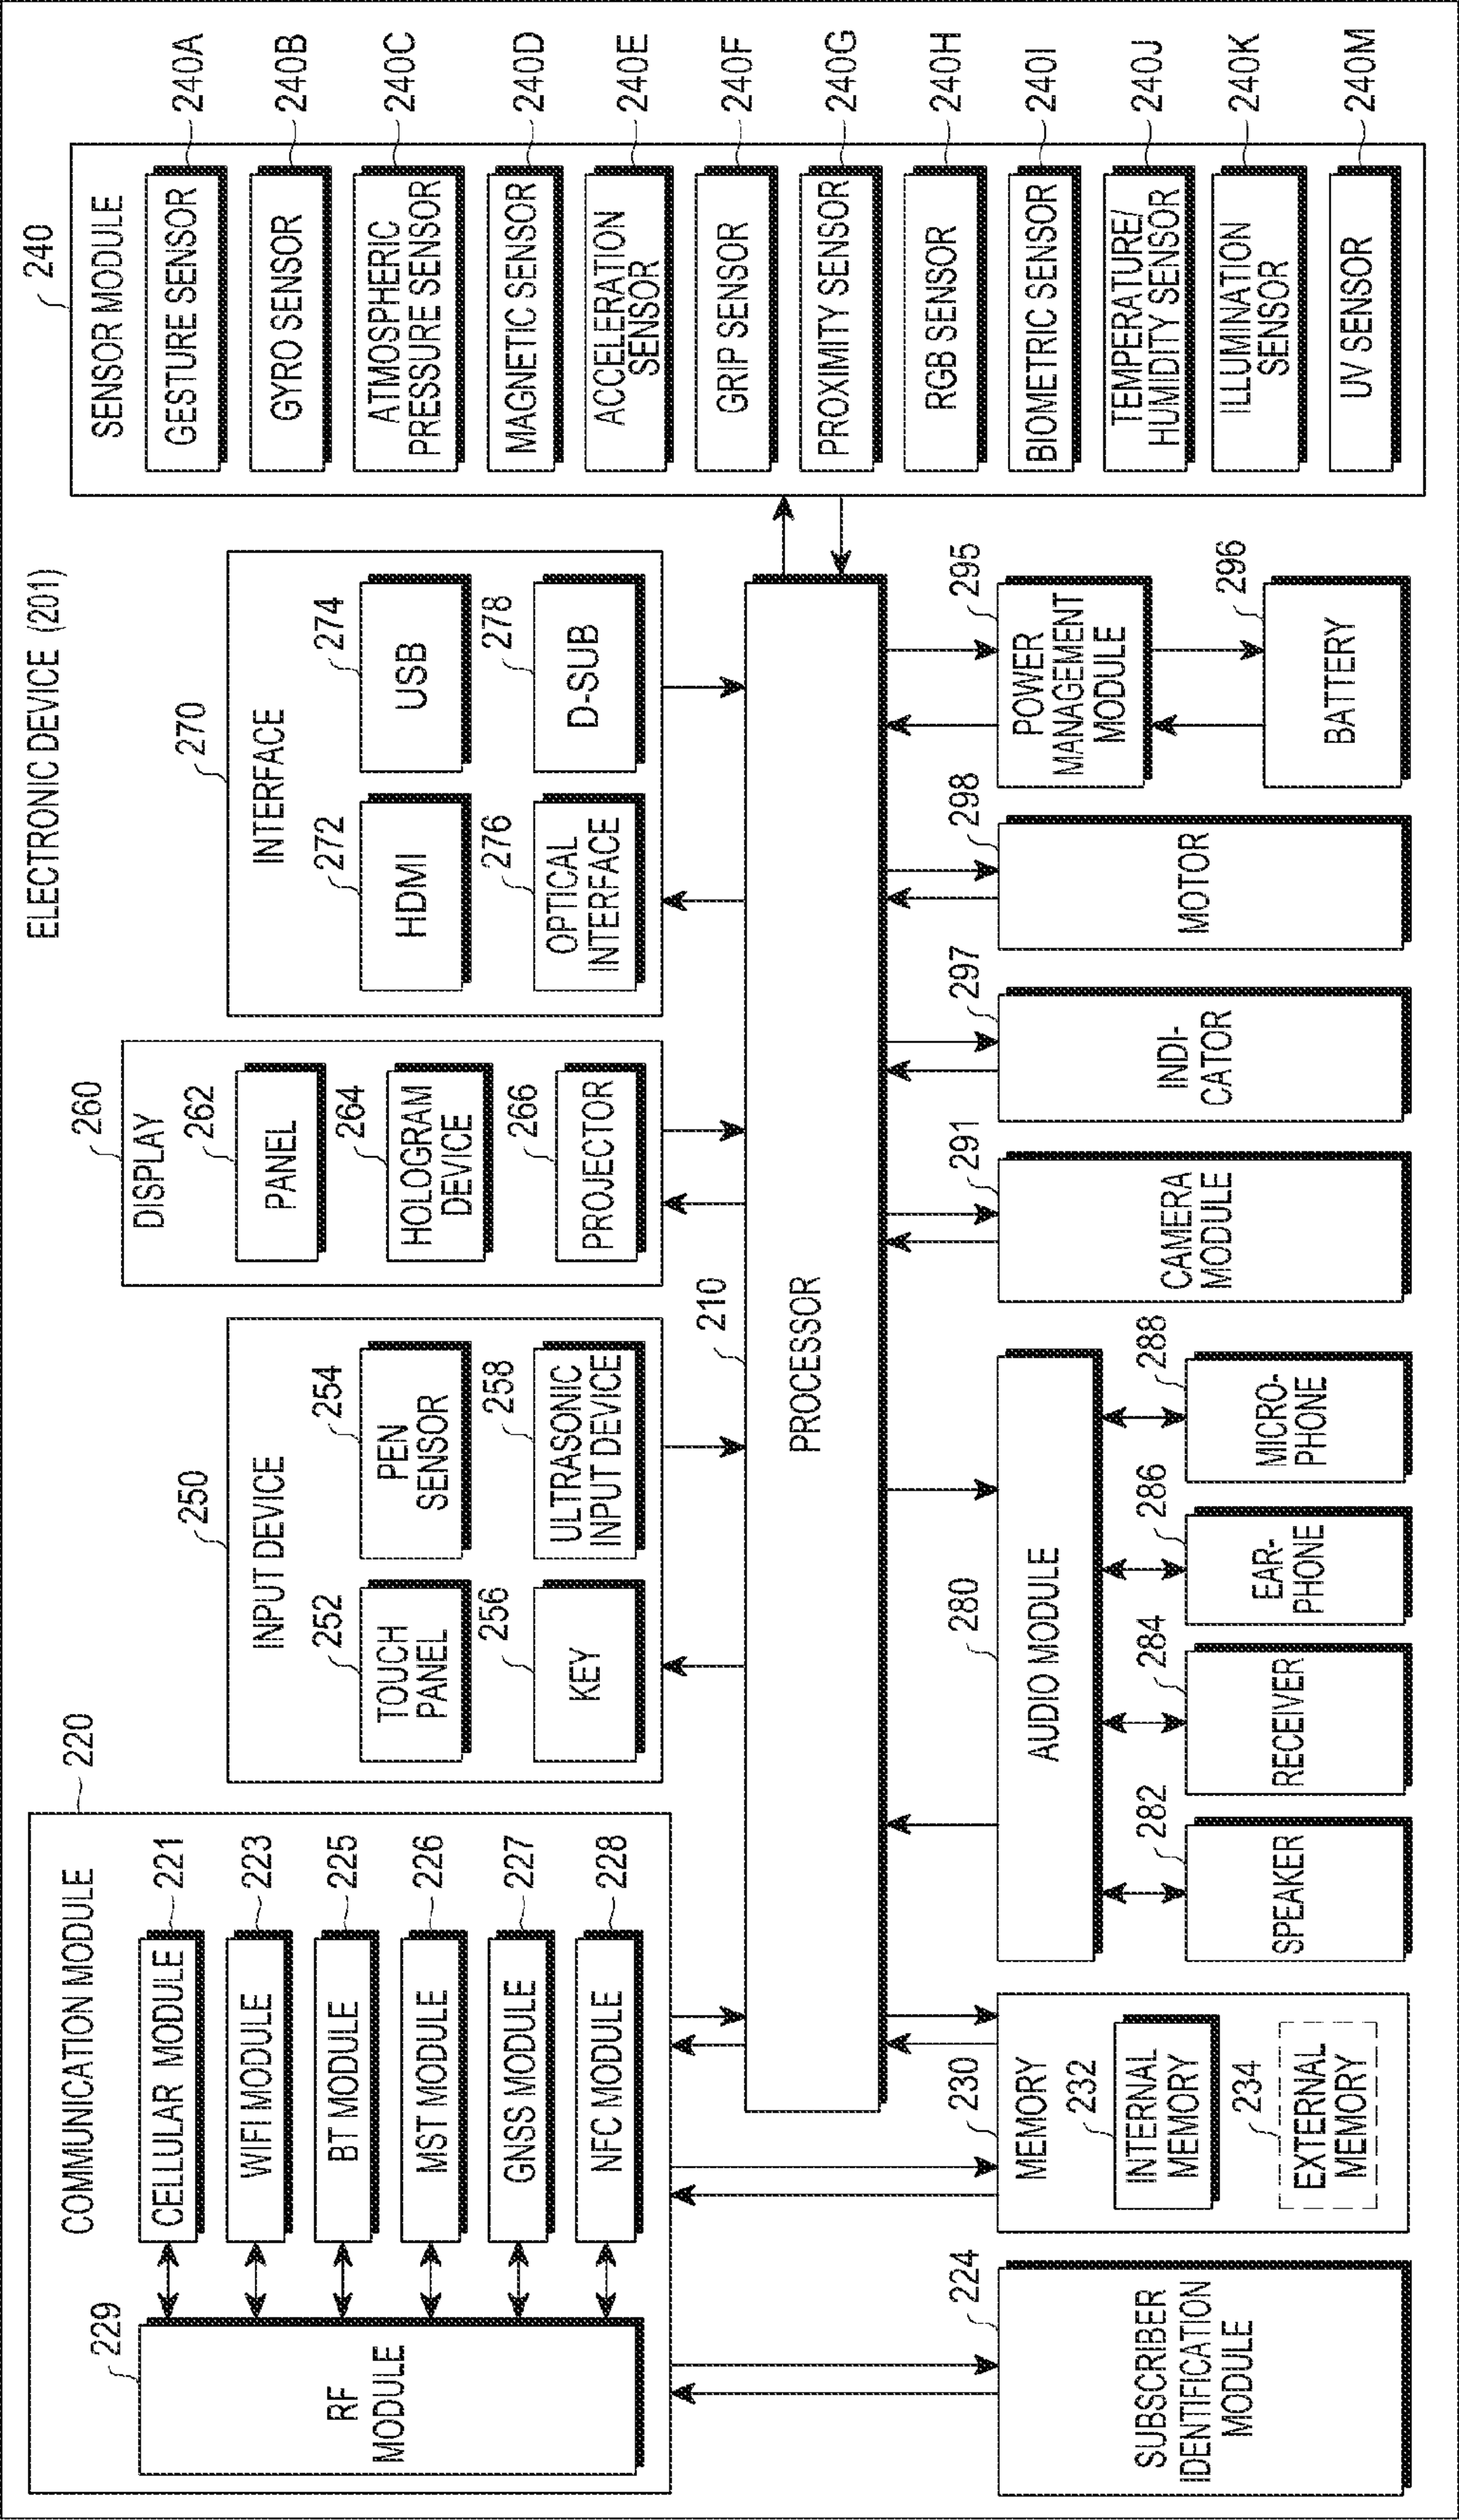 ELECTRONIC DEVICE (201)
COMMUNICATION MODULE
220
229
RF
MODULE
CELLULAR MODULE
221
WIFI MODULE
223
BT MODULE
225
MST MODULE
226
GNSS MODULE
227
NFC MODULE
228
250
INPUT DEVICE
252
TOUCH
PANEL
254
PEN
SENSOR
256
KEY
258
ULTRASONIC
INPUT DEVICE
260
DISPLAY
262
PANEL
264
HOLOGRAM
DEVICE
266
PROJECTOR
270
INTERFACE
272
HDMI
274
USB
276
OPTICAL
INTERFACE
278
D-SUB
240
SENSOR MODULE
GESTURE SENSOR
240A
GYRO SENSOR
240B
ATMOSPHERIC
PRESSURE SENSOR
240C
MAGNETIC SENSOR
240D
ACCELERATION
SENSOR
240E
GRIP SENSOR
240F
PROXIMITY SENSOR
240G
RGB SENSOR
240H
BIOMETRIC SENSOR
240I
TEMPERATURE/
HUMIDITY SENSOR
240J
ILLUMINATION
SENSOR
240K
UV SENSOR
240M
210
PROCESSOR
224
SUBSCRIBER
IDENTIFICATION
MODULE
230
MEMORY
232
INTERNAL
MEMORY
234
EXTERNAL
MEMORY
280
AUDIO MODULE
282
SPEAKER
284
RECEIVER
286
EAR-
PHONE
288
MICRO-
PHONE
291
CAMERA
MODULE
297
INDI-
CATOR
298
MOTOR
295
POWER
MANAGEMENT
MODULE
296
BATTERY